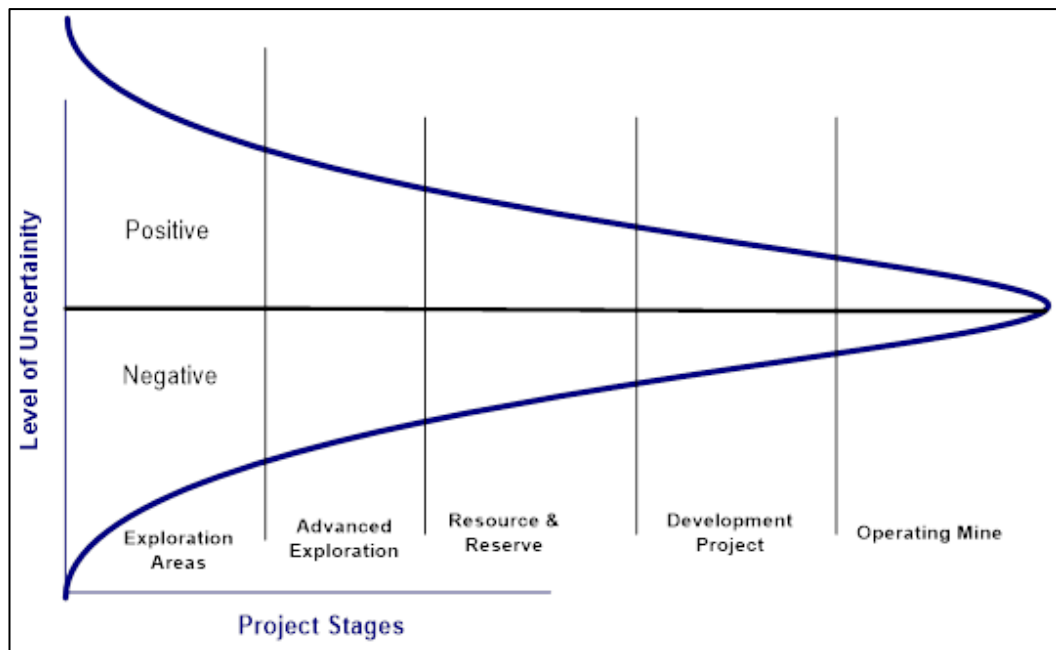 Level of Uncertainity
Positive
Negative
Exploration
Areas
Advanced
Exploration
Resource &
Reserve
Development
Project
Operating Mine
Project Stages